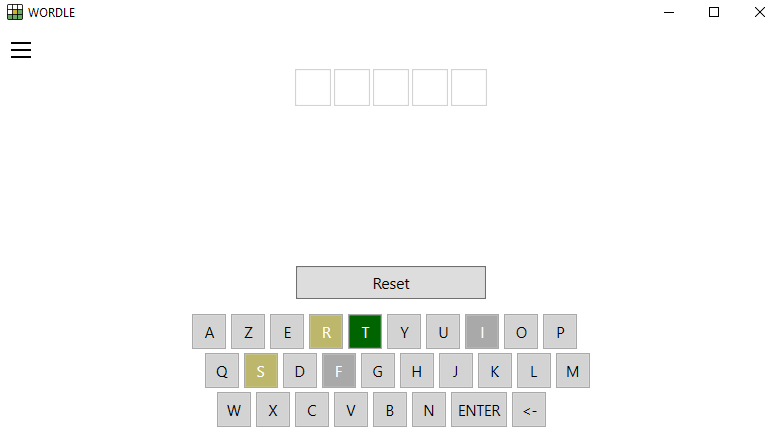 WORDLE
Reset
A Z E R T Y U I O P
Q S D F G H J K L M
W X C V B N ENTER <-